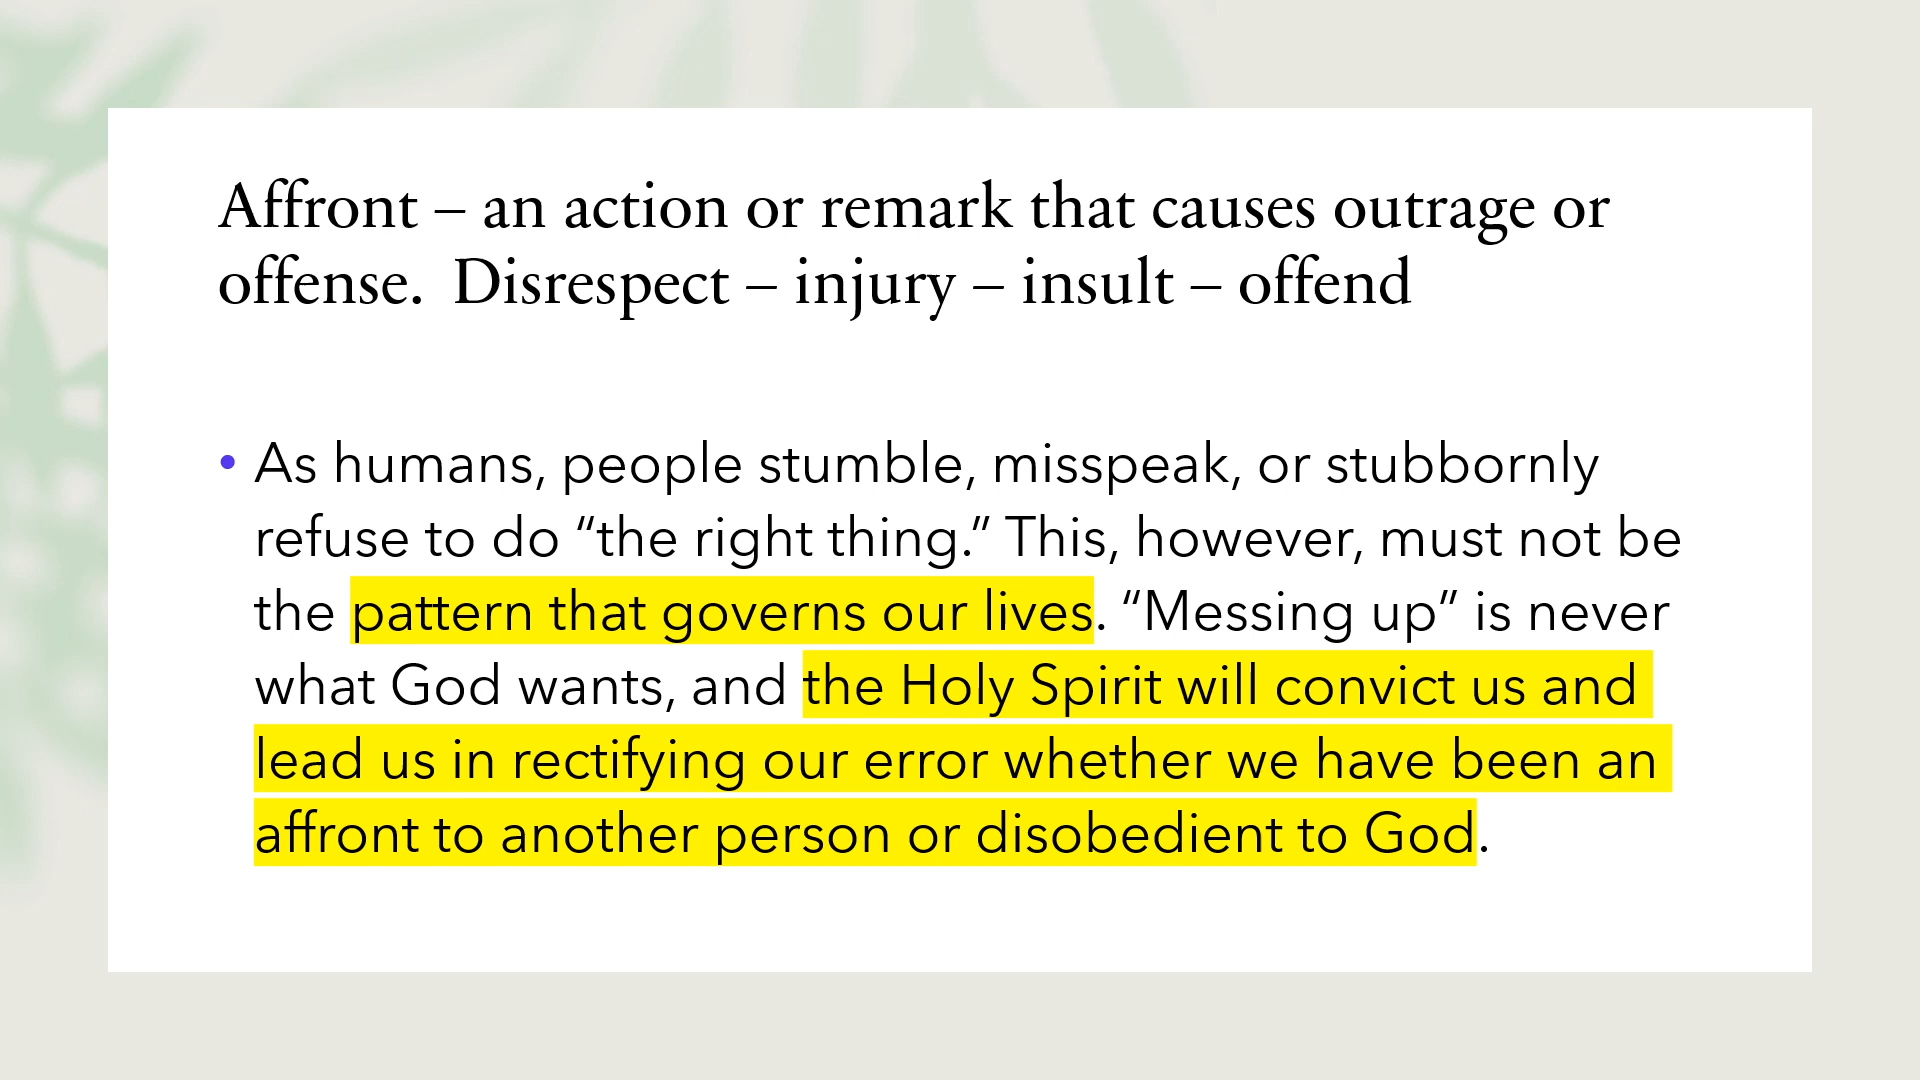 Affront – an action or remark that causes outrage or
offense.  Disrespect – injury – insult – offend
• As humans, people stumble, misspeak, or stubbornly
refuse to do “the right thing.” This, however, must not be
the pattern that governs our lives. “Messing up” is never
what God wants, and the Holy Spirit will convict us and
lead us in rectifying our error whether we have been an
affront to another person or disobedient to God.